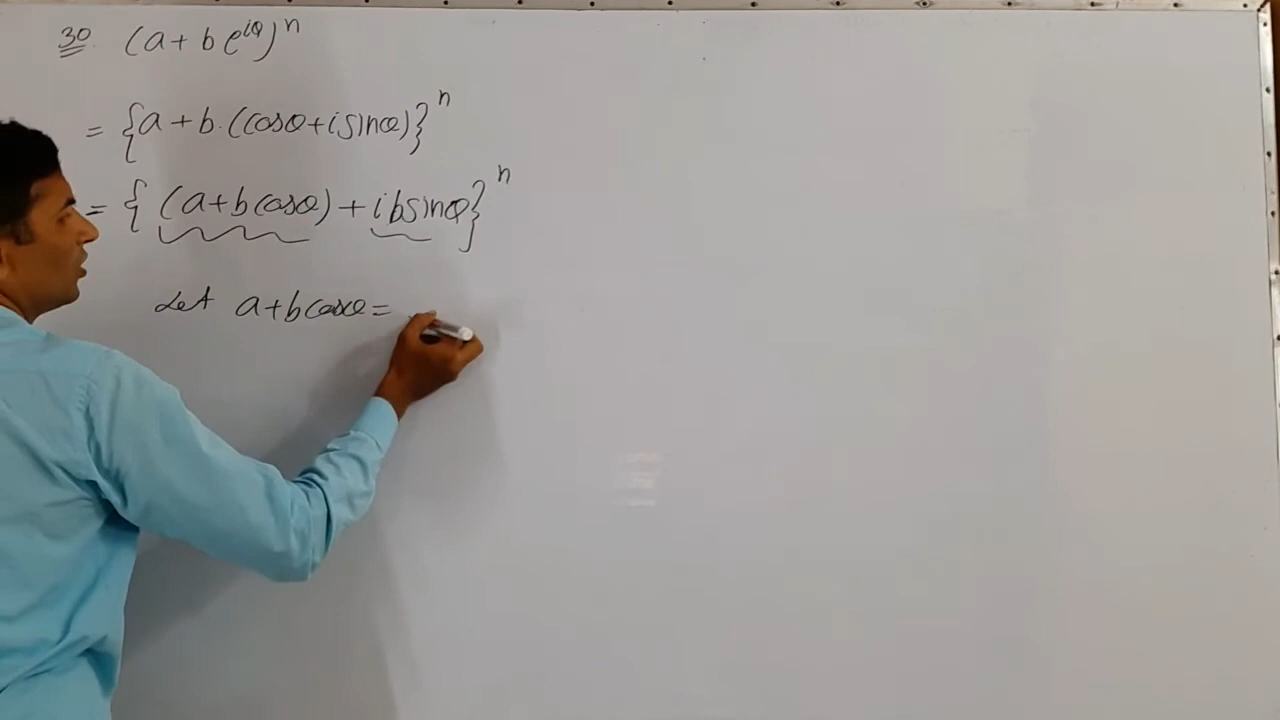 30. (a + b e^{iθ})^n
= {a + b.(cosθ + i sinθ)}^n
= {(a + b cosθ) + i b sinθ}^n
Let a + b cosθ =